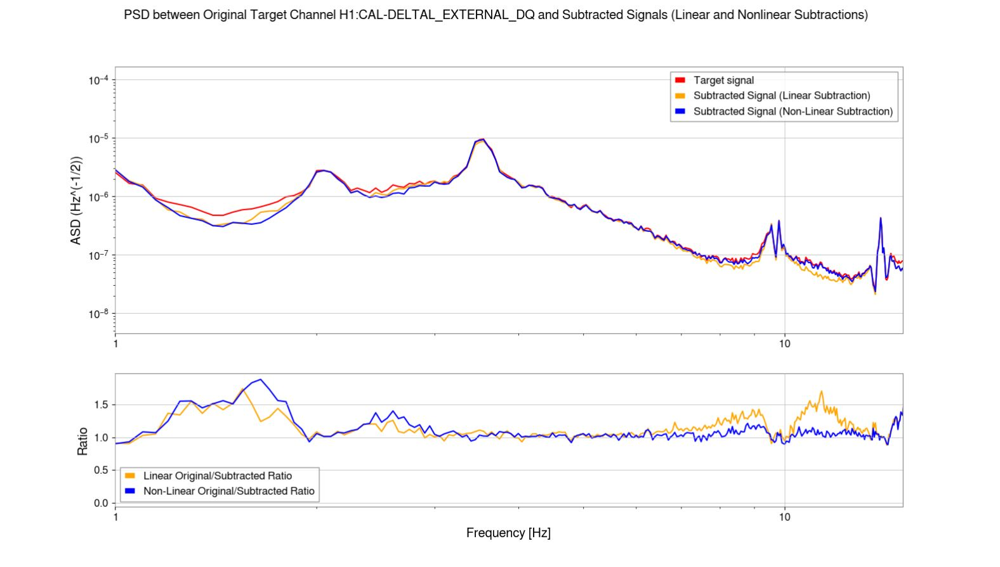 PSD between Original Target Channel H1:CAL-DELTAL_EXTERNAL_DQ and Subtracted Signals (Linear and Nonlinear Subtractions)
ASD (Hz^(-1/2))
10⁻⁴
10⁻⁵
10⁻⁶
10⁻⁷
10⁻⁸
Target signal
Subtracted Signal (Linear Subtraction)
Subtracted Signal (Non-Linear Subtraction)
1
10
Ratio
1.5
1.0
0.5
0.0
Linear Original/Subtracted Ratio
Non-Linear Original/Subtracted Ratio
1
10
Frequency [Hz]